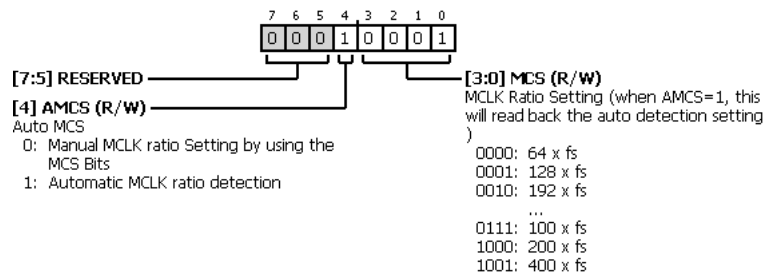 7 6 5 4 3 2 1 0
0 0 0 1 0 0 0 1
[7:5] RESERVED
[4] AMCS (R/W)
Auto MCS
0: Manual MCLK ratio Setting by using the
MCS Bits
1: Automatic MCLK ratio detection
[3:0] MCS (R/W)
MCLK Ratio Setting (when AMCS=1, this
will read back the auto detection setting
)
0000: 64 x fs
0001: 128 x fs
0010: 192 x fs
...
0111: 100 x fs
1000: 200 x fs
1001: 400 x fs